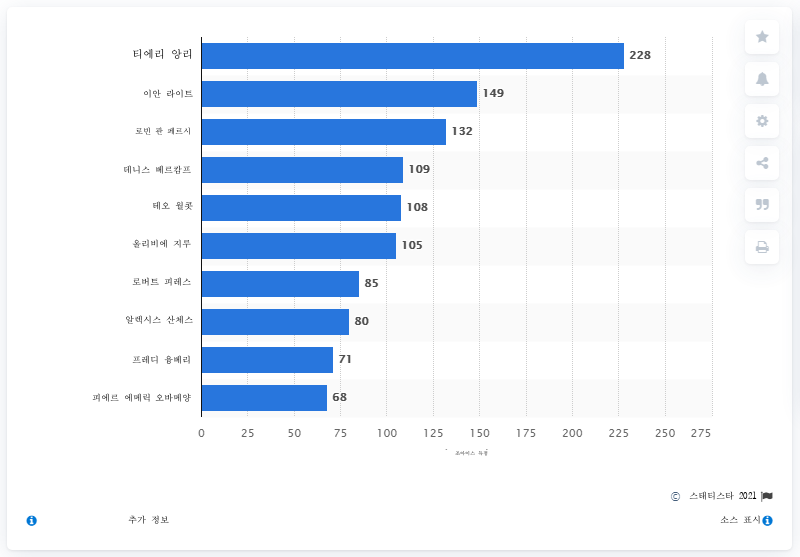 티에리 앙리 228
이안 라이트 149
로빈 판 페르시 132
데니스 베르캄프 109
테오 월콧 108
올리비에 지루 105
로버트 피레스 85
알렉시스 산체스 80
프레디 융베리 71
피에르 에메릭 오바메양 68
0 25 50 75 100 125 150 175 200 225 250 275
© 스태티스타 2021
추가 정보
소스 표시